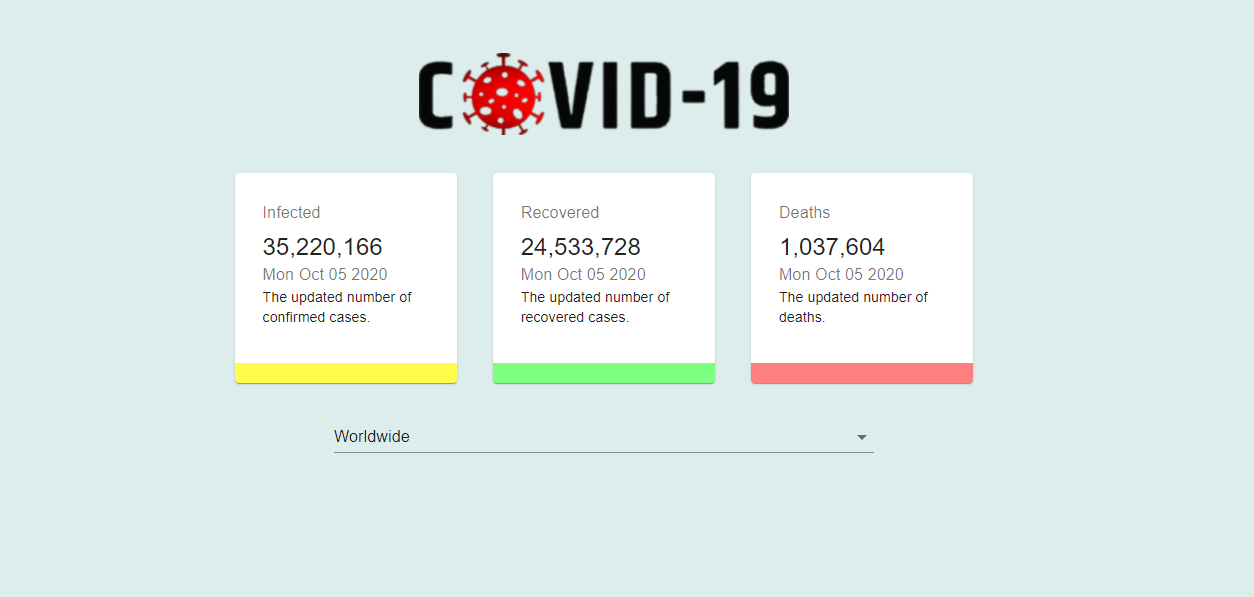 COVID-19
Infected
35,220,166
Mon Oct 05 2020
The updated number of
confirmed cases.
Recovered
24,533,728
Mon Oct 05 2020
The updated number of
recovered cases.
Deaths
1,037,604
Mon Oct 05 2020
The updated number of
deaths.
Worldwide